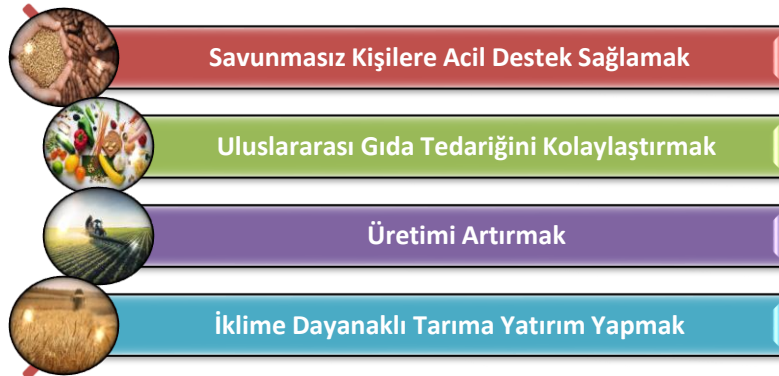 Savunmasız Kişilere Acil Destek Sağlamak
Uluslararası Gıda Tedariğini Kolaylaştırmak
Üretimi Artırmak
İklime Dayanaklı Tarıma Yatırım Yapmak